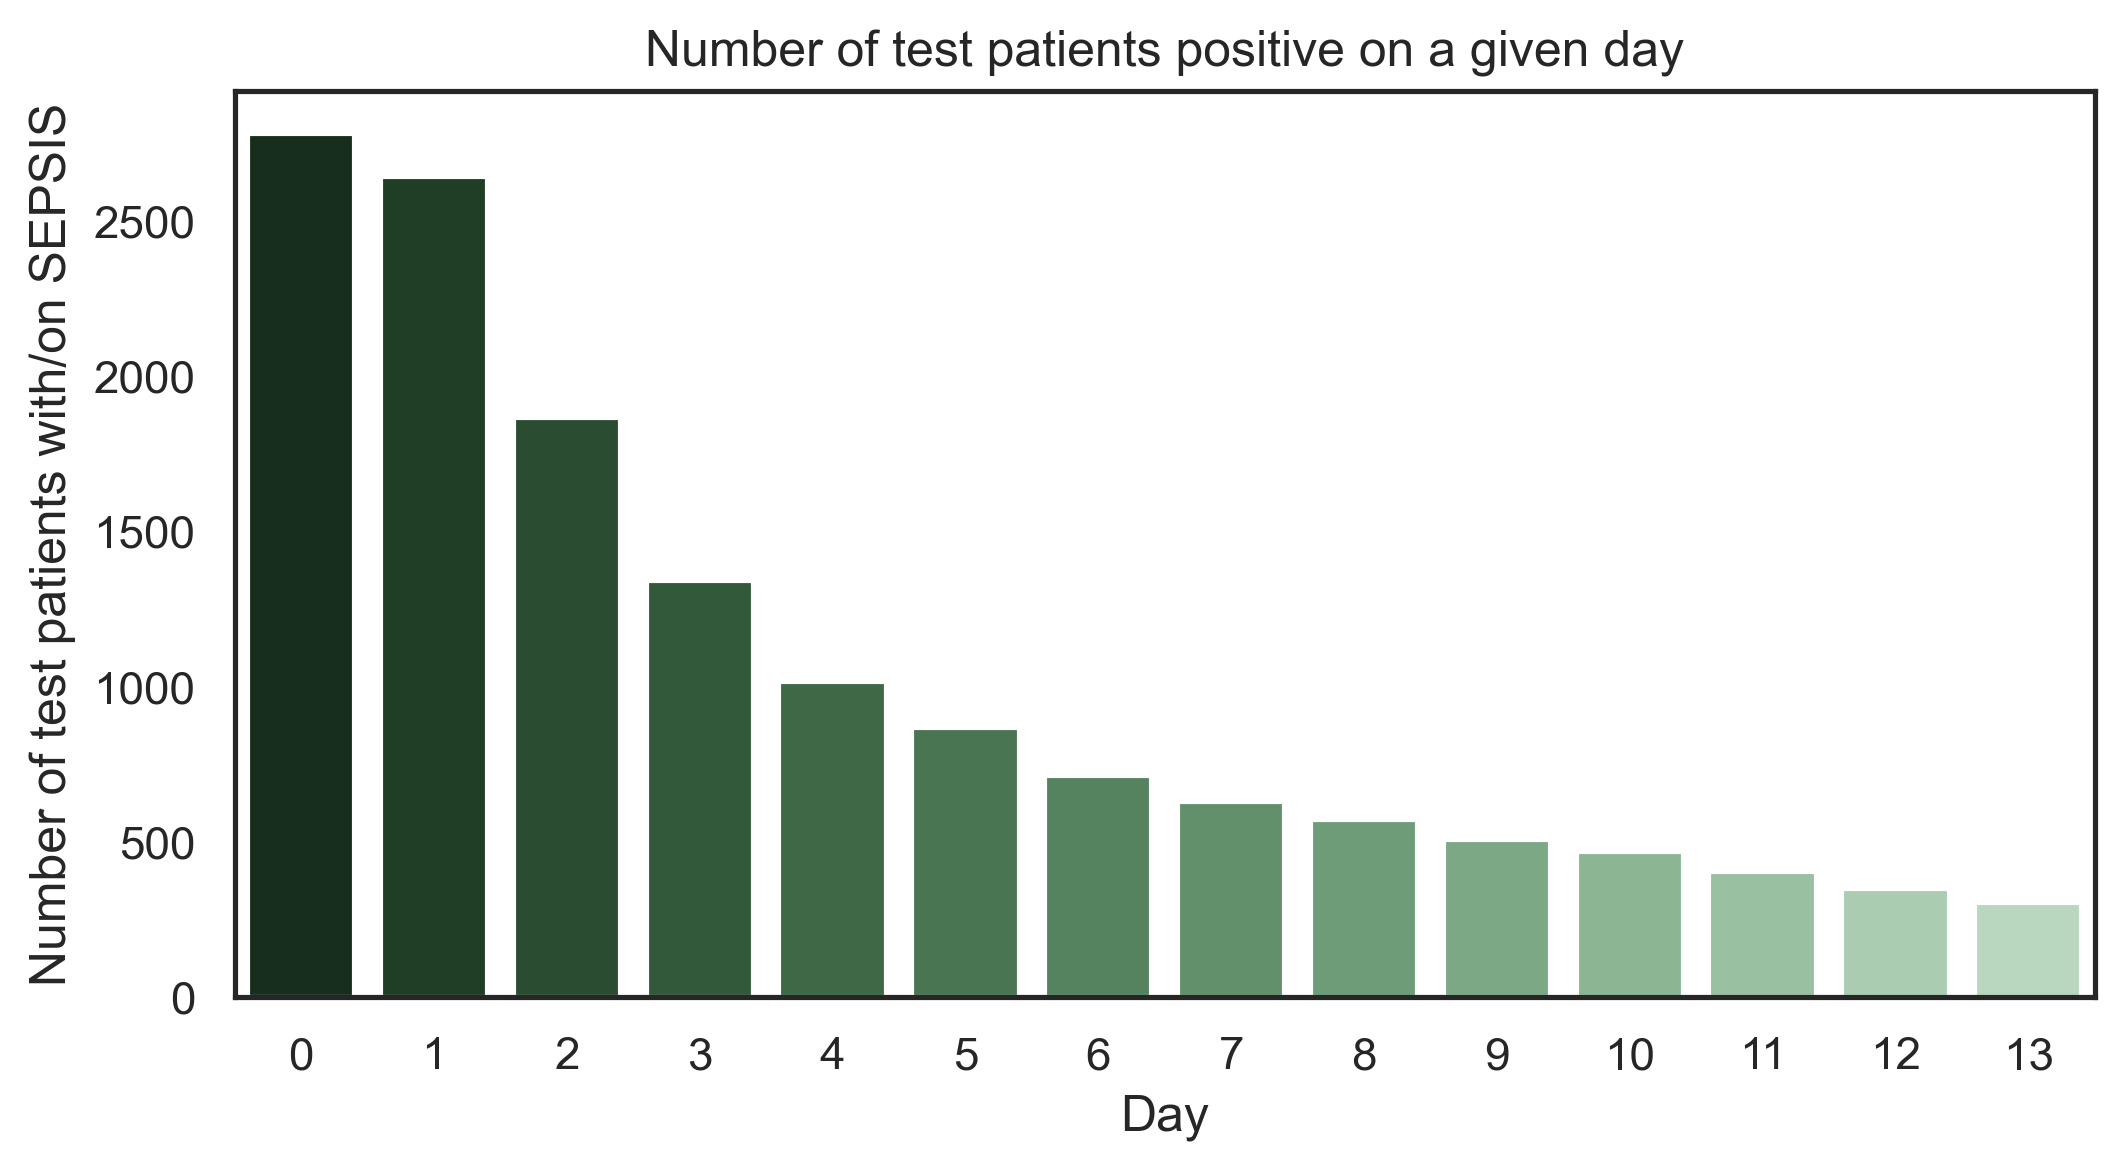 Number of test patients positive on a given day
Number of test patients with/on SEPSIS
2500
2000
1500
1000
500
0
0 1 2 3 4 5 6 7 8 9 10 11 12 13
Day